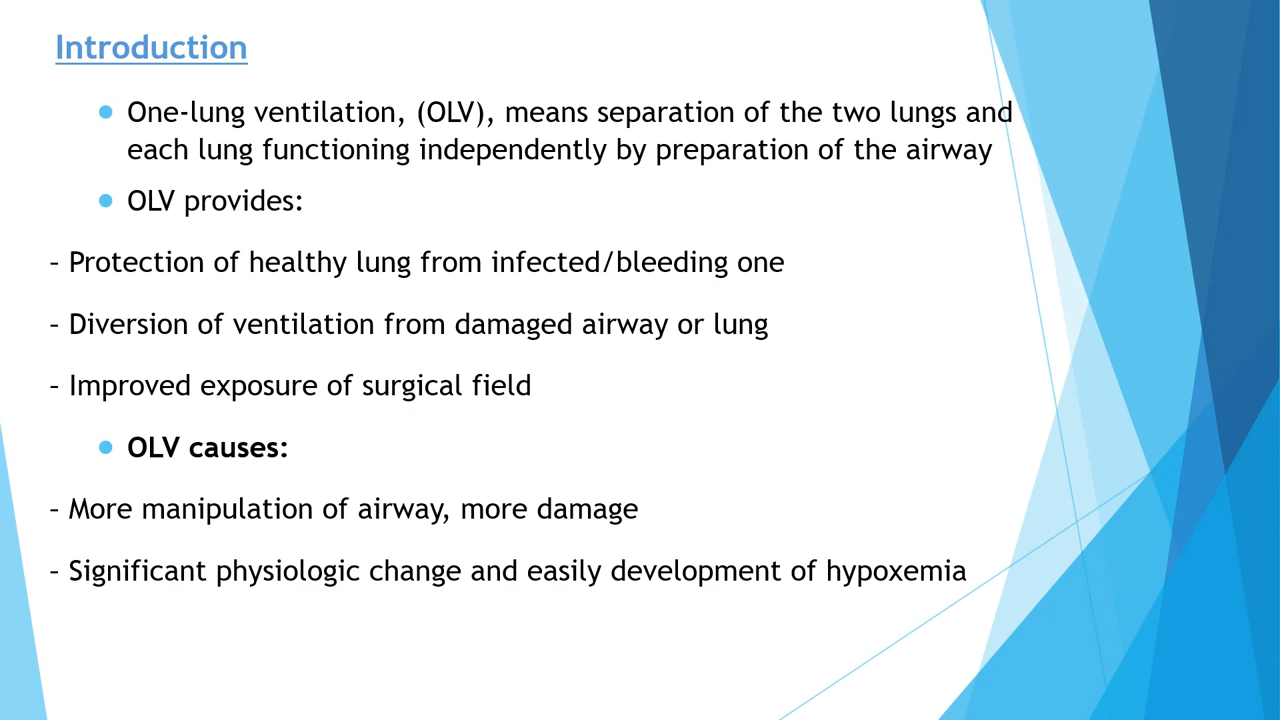 Introduction
● One-lung ventilation, (OLV), means separation of the two lungs and
each lung functioning independently by preparation of the airway
● OLV provides:
– Protection of healthy lung from infected/bleeding one
– Diversion of ventilation from damaged airway or lung
– Improved exposure of surgical field
● OLV causes:
– More manipulation of airway, more damage
– Significant physiologic change and easily development of hypoxemia